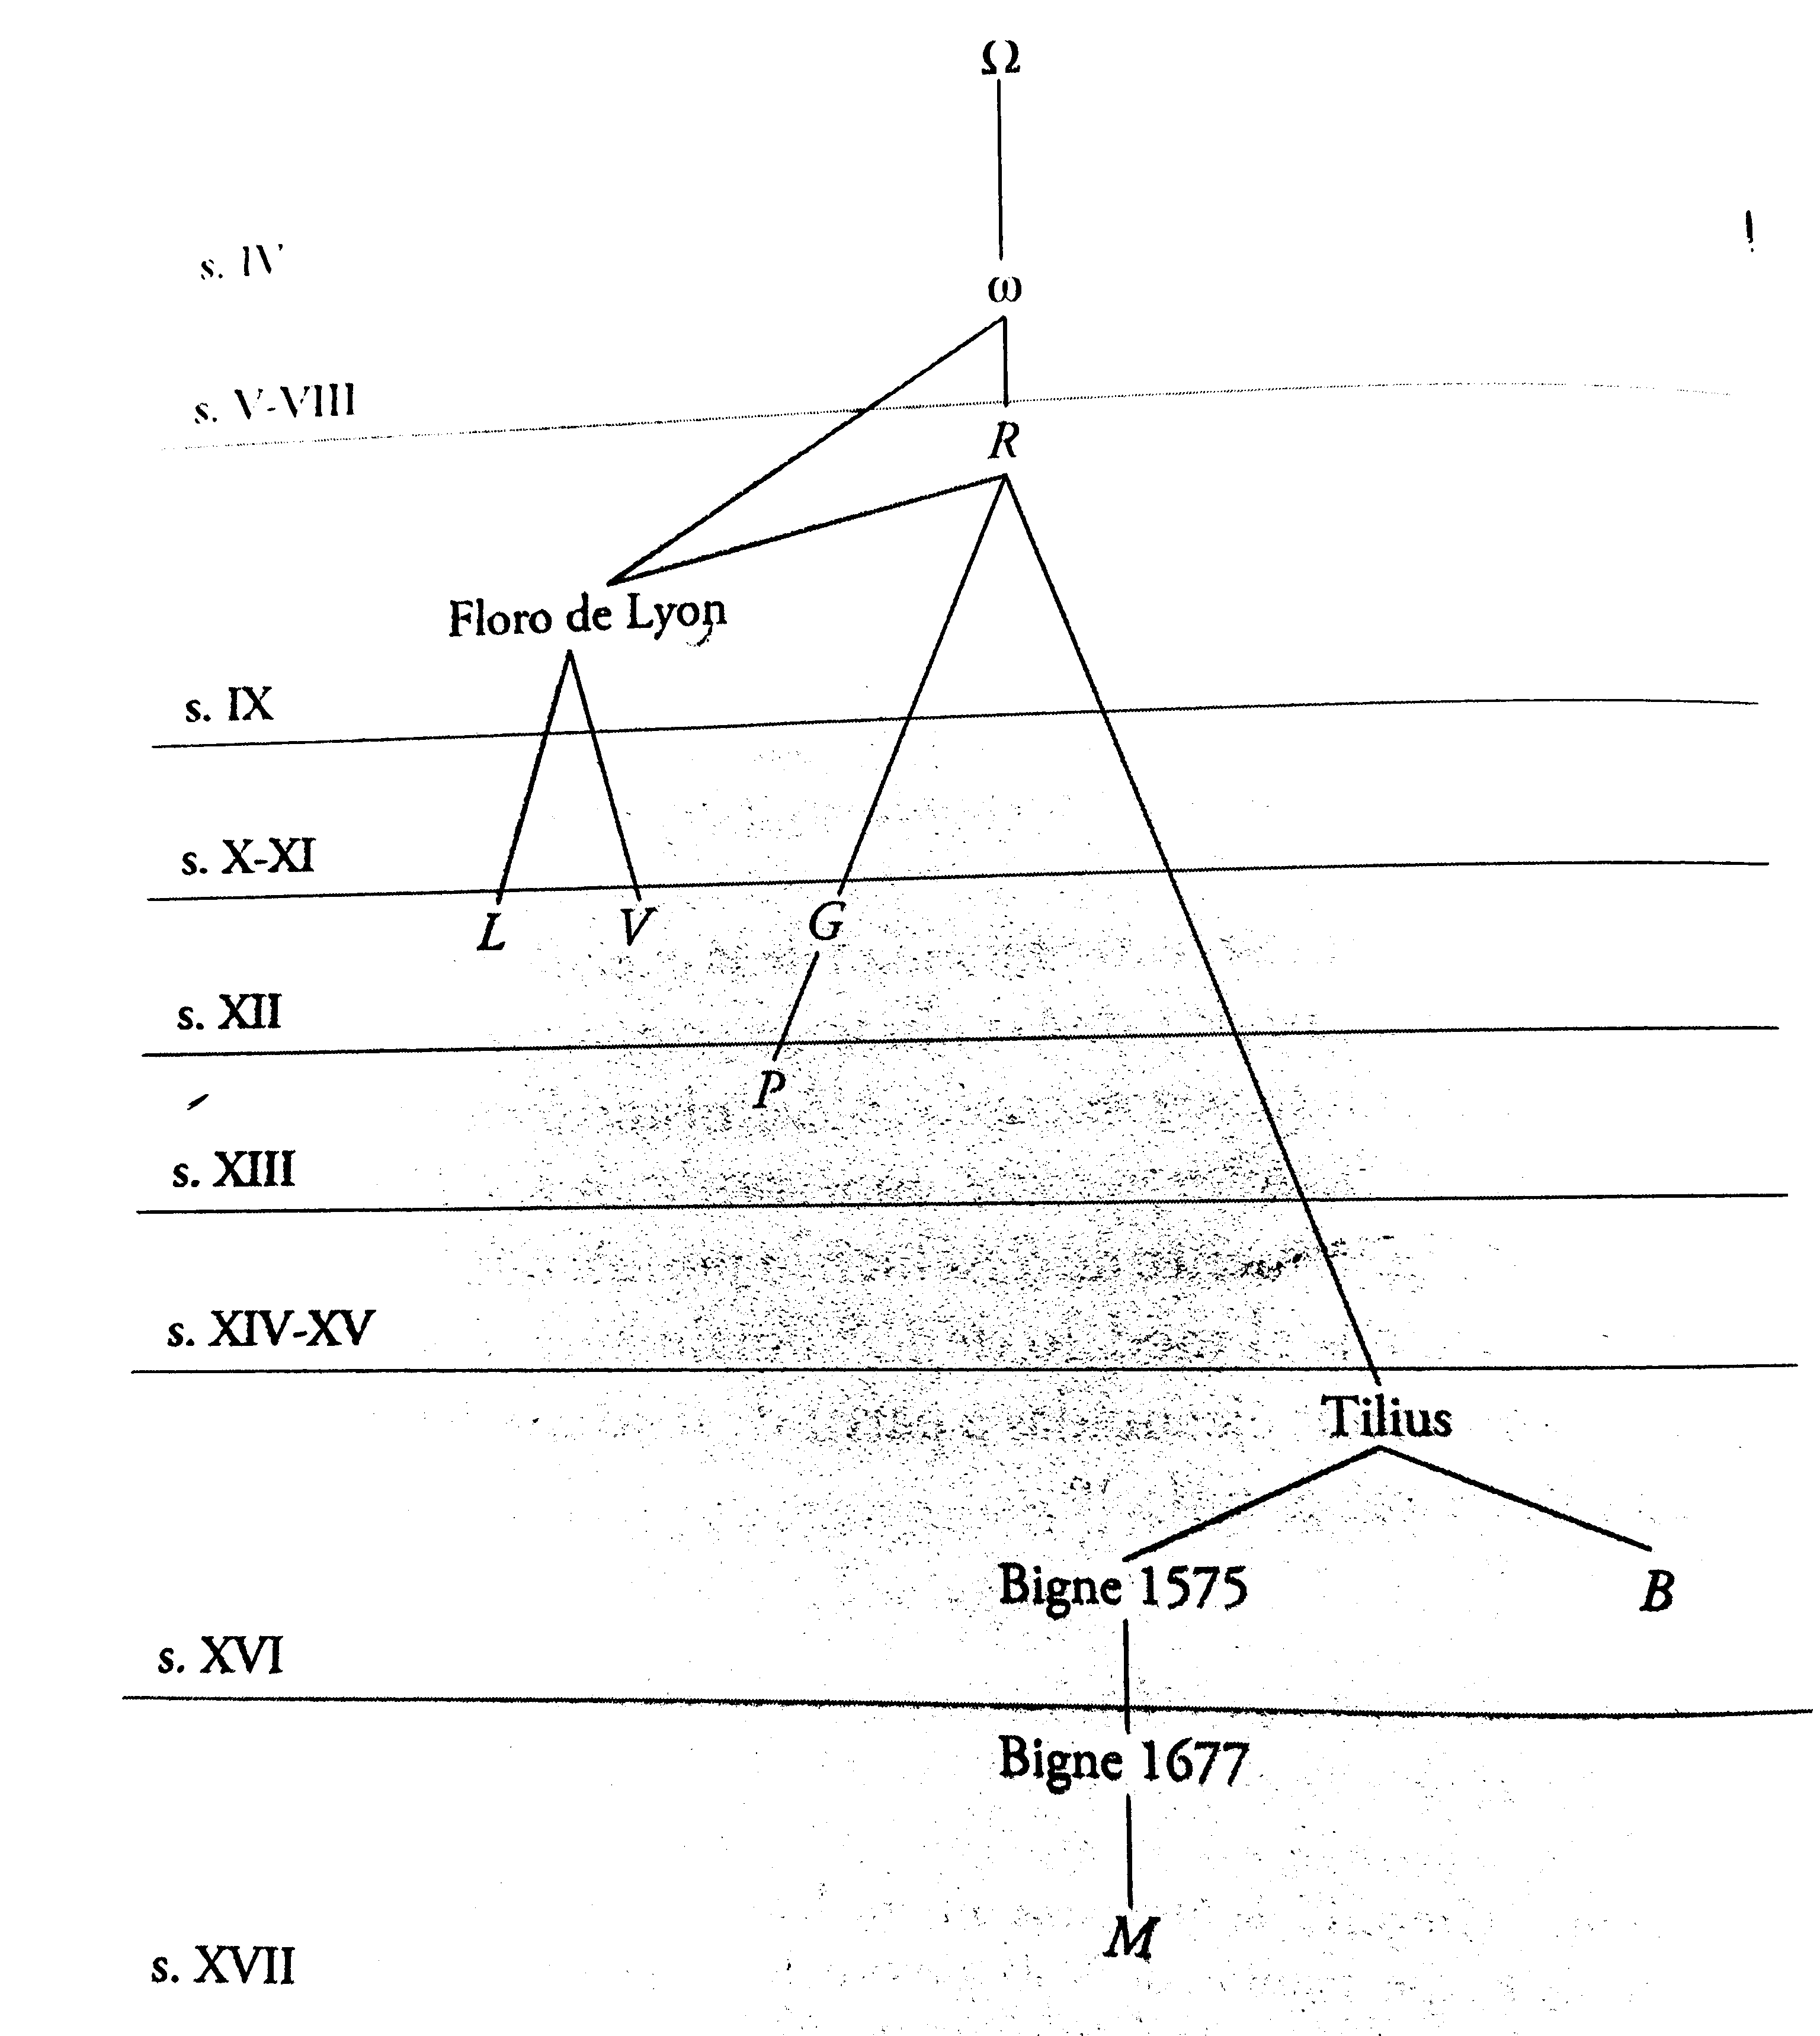 Ω
s. IV
ω
s. V-VIII
R
Floro de Lyon
s. IX
s. X-XI
L V G
s. XII
P
s. XIII
s. XIV-XV
Tilius
Bigne 1575 B
s. XVI
Bigne 1677
M
s. XVII